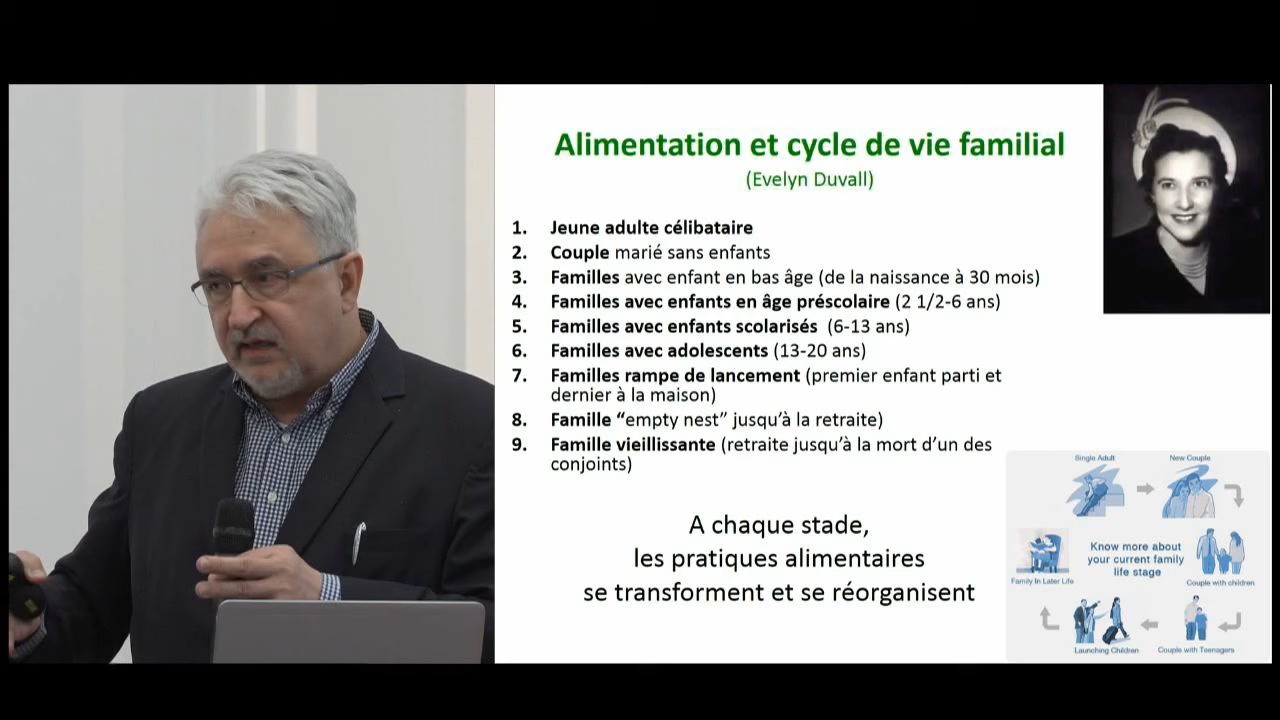 Alimentation et cycle de vie familial
(Evelyn Duvall)
1. Jeune adulte célibataire
2. Couple marié sans enfants
3. Familles avec enfant en bas âge (de la naissance à 30 mois)
4. Familles avec enfants en âge préscolaire (2 1/2-6 ans)
5. Familles avec enfants scolarisés (6-13 ans)
6. Familles avec adolescents (13-20 ans)
7. Familles rampe de lancement (premier enfant parti et
dernier à la maison)
8. Famille “empty nest” jusqu’à la retraite)
9. Famille vieillissante (retraite jusqu’à la mort d’un des
conjoints)
A chaque stade,
les pratiques alimentaires
se transforment et se réorganisent
Single Adult
New Couple
Know more about
your current family
life stage
Family In Later Life
Couple with children
Launching Children
Couple with Teenagers